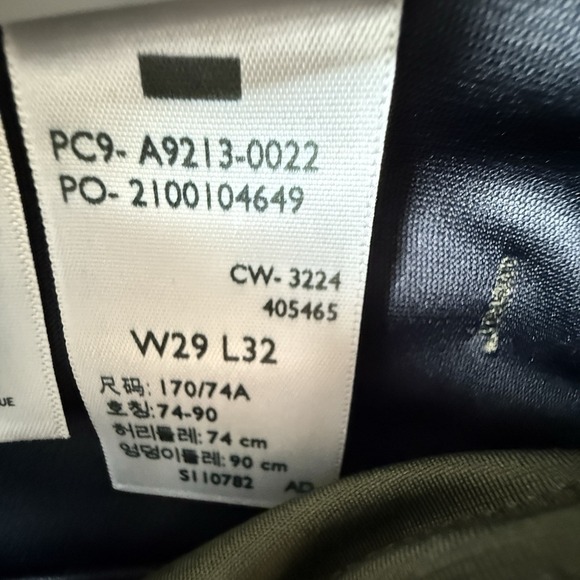 PC9- A9213-0022
PO- 2100104649
CW- 3224
405465
W29 L32
尺码: 170/74A
호칭:74-90
허리둘레: 74 cm
엉덩이둘레: 90 cm
S110782 AD
UE